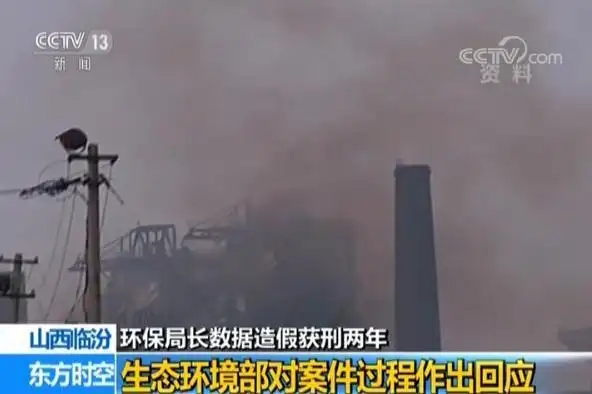 CCTV 13
新闻
CCTV.com
资料
山西临汾
环保局长数据造假获刑两年
东方时空
生态环境部对案件过程作出回应